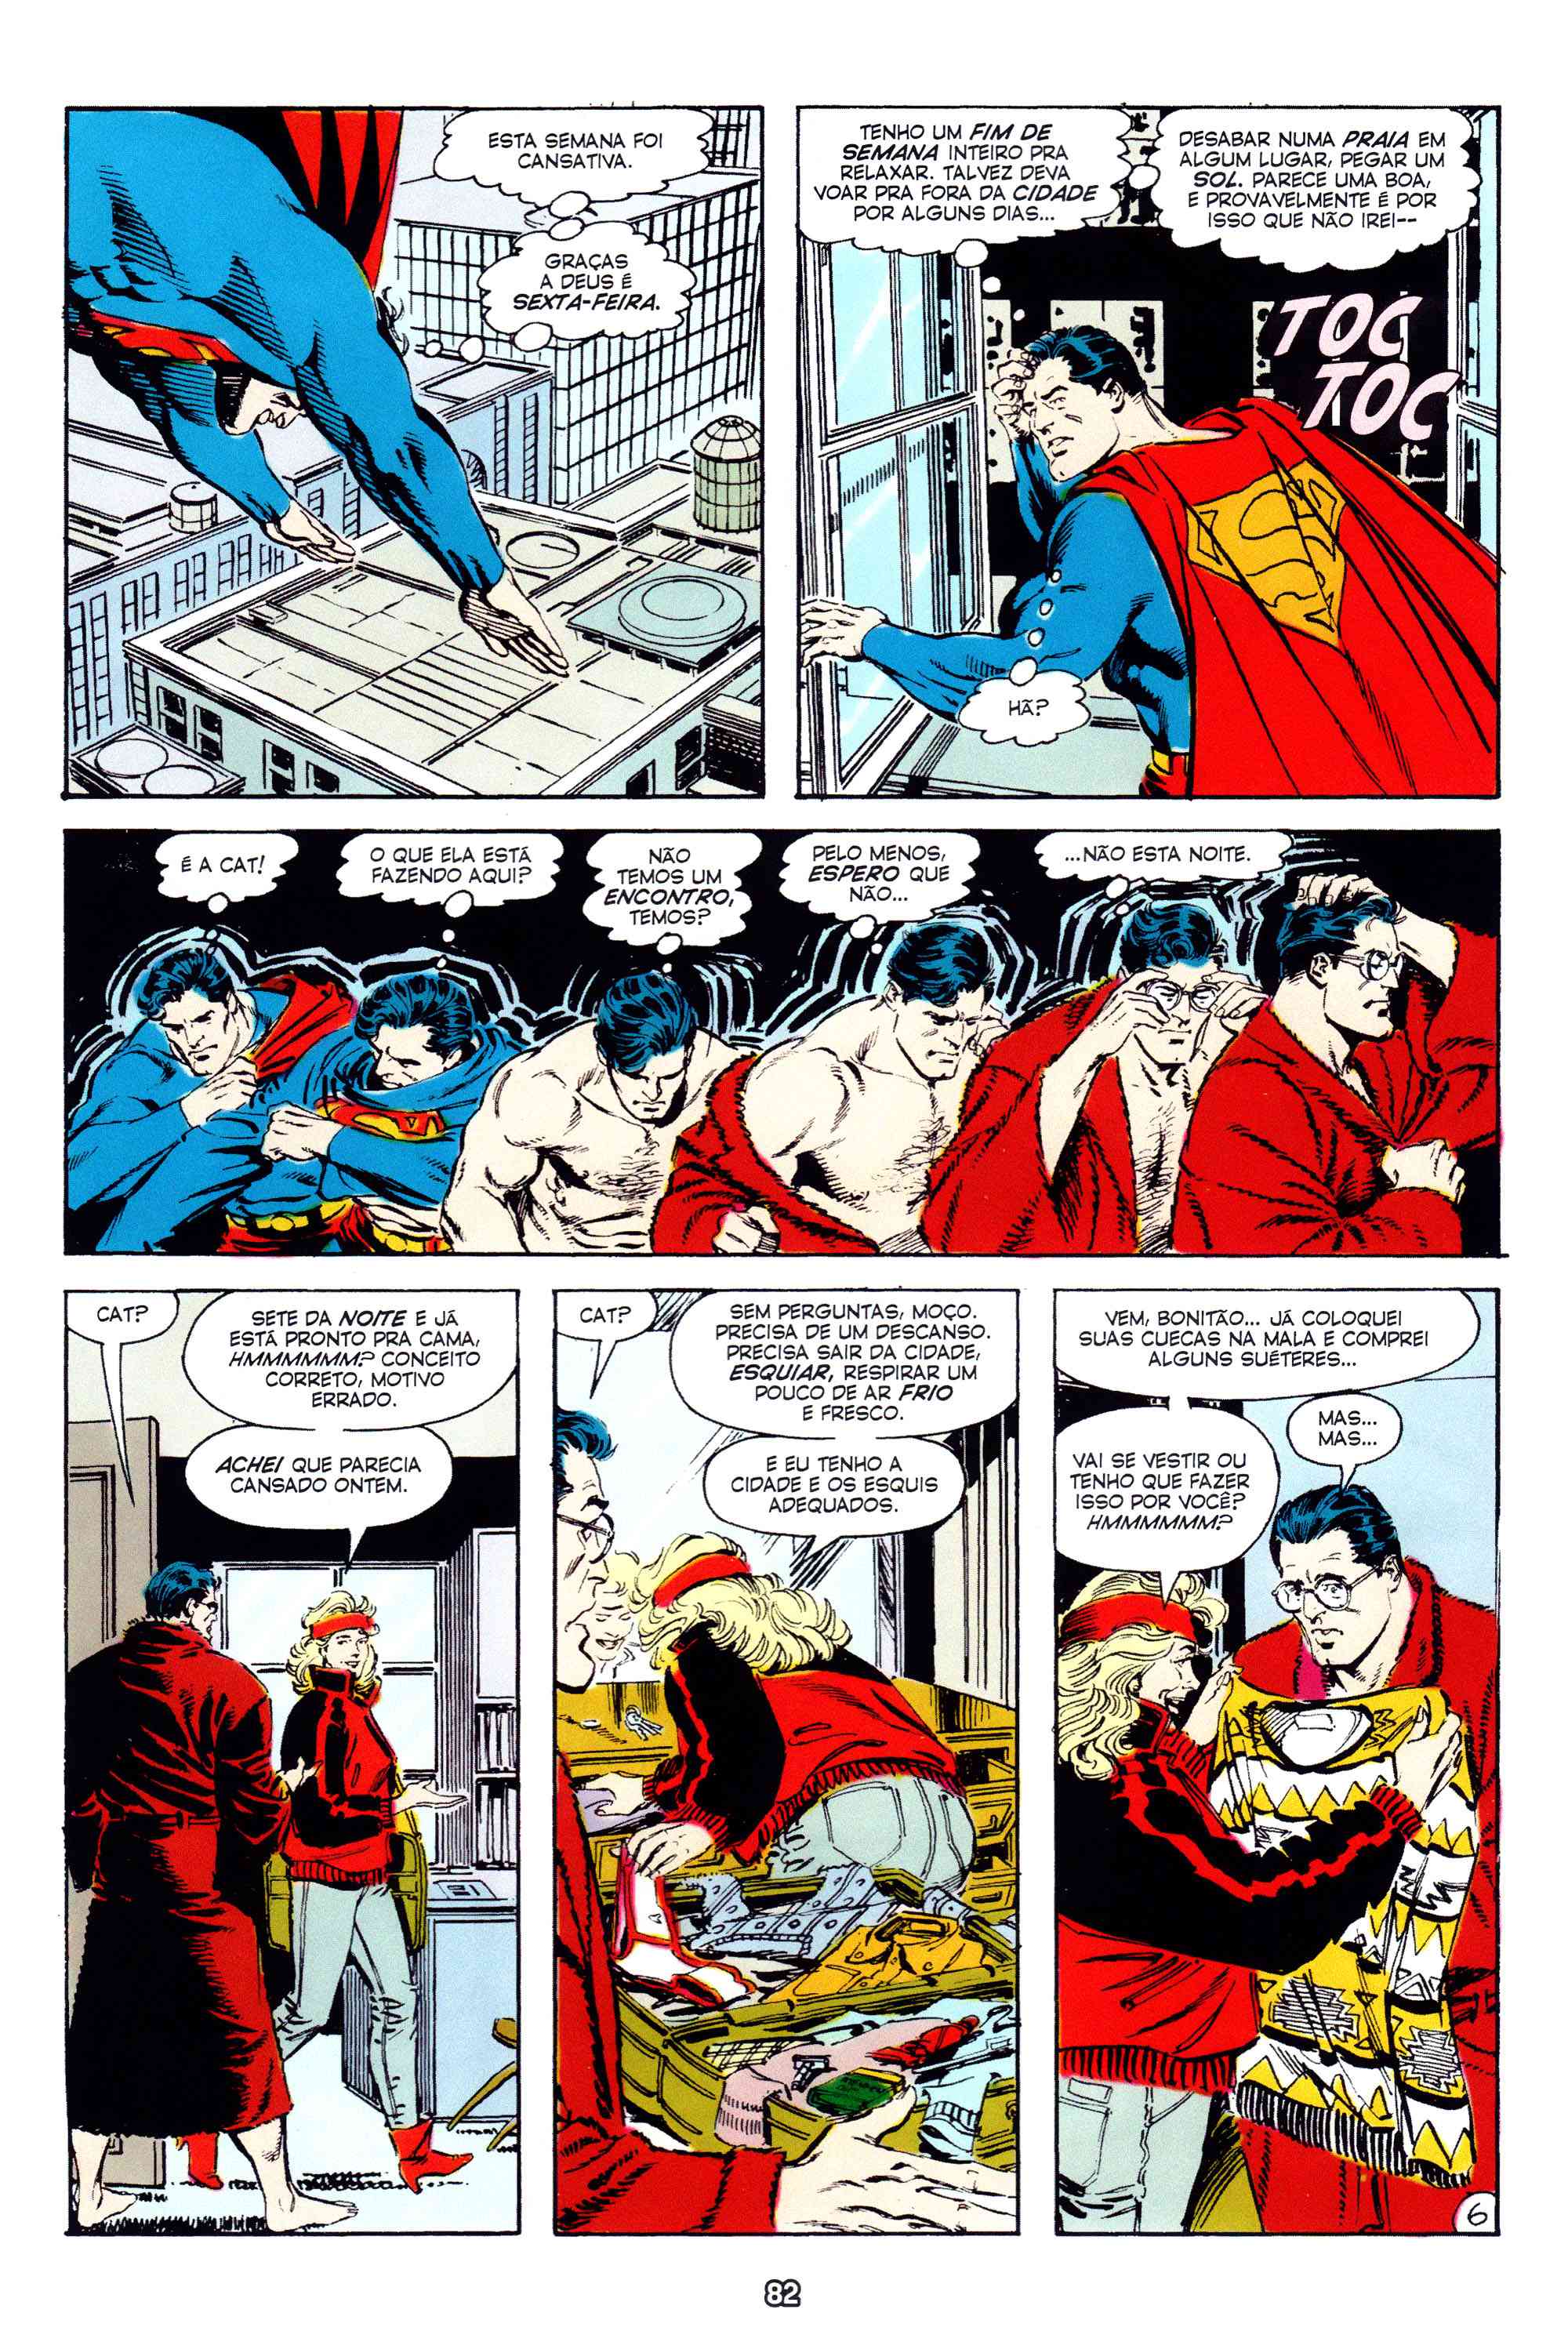 ESTA SEMANA FOI
CANSATIVA.
GRAÇAS
A DEUS É
SEXTA-FEIRA.
TENHO UM FIM DE
SEMANA INTEIRO PRA
RELAXAR. TALVEZ DEVA
VOAR PRA FORA DA CIDADE
POR ALGUNS DIAS...
DESABAR NUMA PRAIA EM
ALGUM LUGAR, PEGAR UM
SOL. PARECE UMA BOA,
E PROVAVELMENTE É POR
ISSO QUE NÃO IREI--
TOC
TOC
HÃ?
É A CAT!
O QUE ELA ESTÁ
FAZENDO AQUI?
NÃO
TEMOS UM
ENCONTRO,
TEMOS?
PELO MENOS,
ESPERO QUE
NÃO...
...NÃO ESTA NOITE.
CAT?
SETE DA NOITE E JÁ
ESTÁ PRONTO PRA CAMA,
HMMMMMM? CONCEITO
CORRETO, MOTIVO
ERRADO.
ACHEI QUE PARECIA
CANSADO ONTEM.
CAT?
SEM PERGUNTAS, MOÇO.
PRECISA DE UM DESCANSO.
PRECISA SAIR DA CIDADE,
ESQUIAR, RESPIRAR UM
POUCO DE AR FRIO
E FRESCO.
E EU TENHO A
CIDADE E OS ESQUIS
ADEQUADOS.
VEM, BONITÃO... JÁ COLOQUEI
SUAS CUECAS NA MALA E COMPREI
ALGUNS SUÉTERES...
MAS...
MAS...
VAI SE VESTIR OU
TENHO QUE FAZER
ISSO POR VOCÊ?
HMMMMMM?
6
82